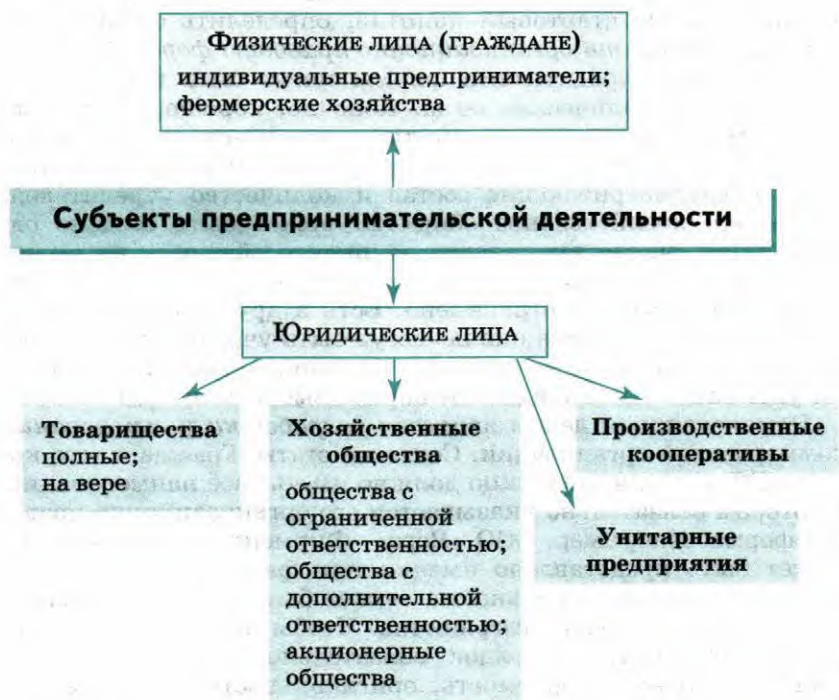 Физические лица (граждане)
индивидуальные предприниматели;
фермерские хозяйства
Субъекты предпринимательской деятельности
Юридические лица
Товарищества
полные;
на вере
Хозяйственные
общества
общества с
ограниченной
ответственностью;
общества с
дополнительной
ответственностью;
акционерные
общества
Производственные
кооперативы
Унитарные
предприятия